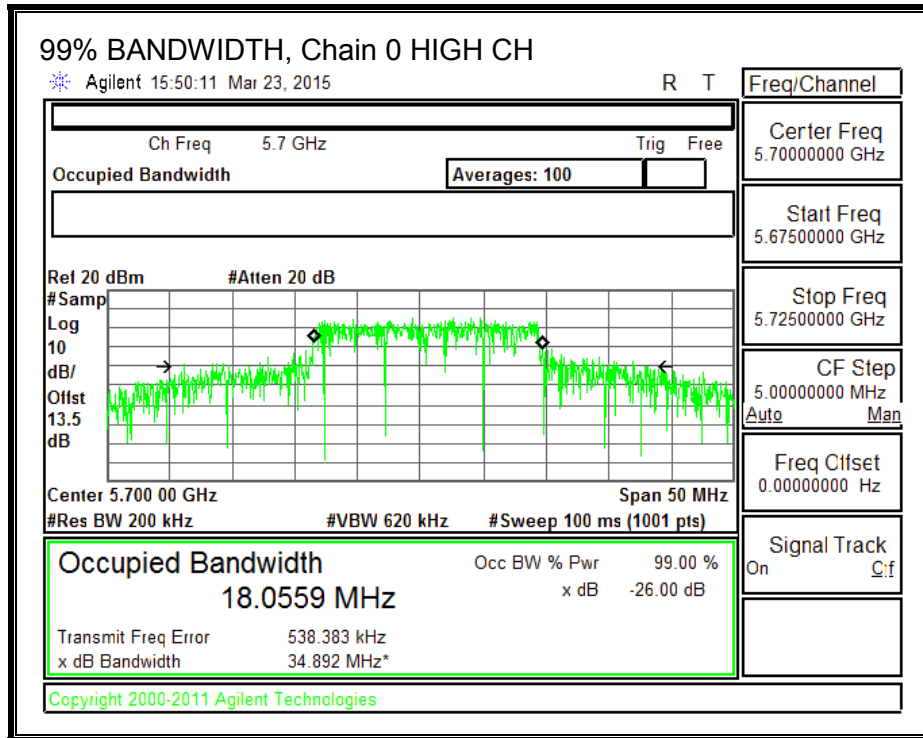 99% BANDWIDTH, Chain 0 HIGH CH
Agilent 15:50:11 Mar 23, 2015 R T
Freq/Channel
Ch Freq 5.7 GHz Trig Free
Occupied Bandwidth Averages: 100
Center Freq
5.70000000 GHz
Start Freq
5.67500000 GHz
Stop Freq
5.72500000 GHz
CF Step
5.00000000 MHz
Auto Man
Freq Offset
0.00000000 Hz
Signal Track
On Off
Ref 20 dBm #Atten 20 dB
#Samp
Log
10
dB/
Offst
13.5
dB
Center 5.700 00 GHz Span 50 MHz
#Res BW 200 kHz #VBW 620 kHz #Sweep 100 ms (1001 pts)
Occupied Bandwidth
18.0559 MHz
Occ BW % Pwr 99.00 %
x dB -26.00 dB
Transmit Freq Error 538.383 kHz
x dB Bandwidth 34.892 MHz*
Copyright 2000-2011 Agilent Technologies